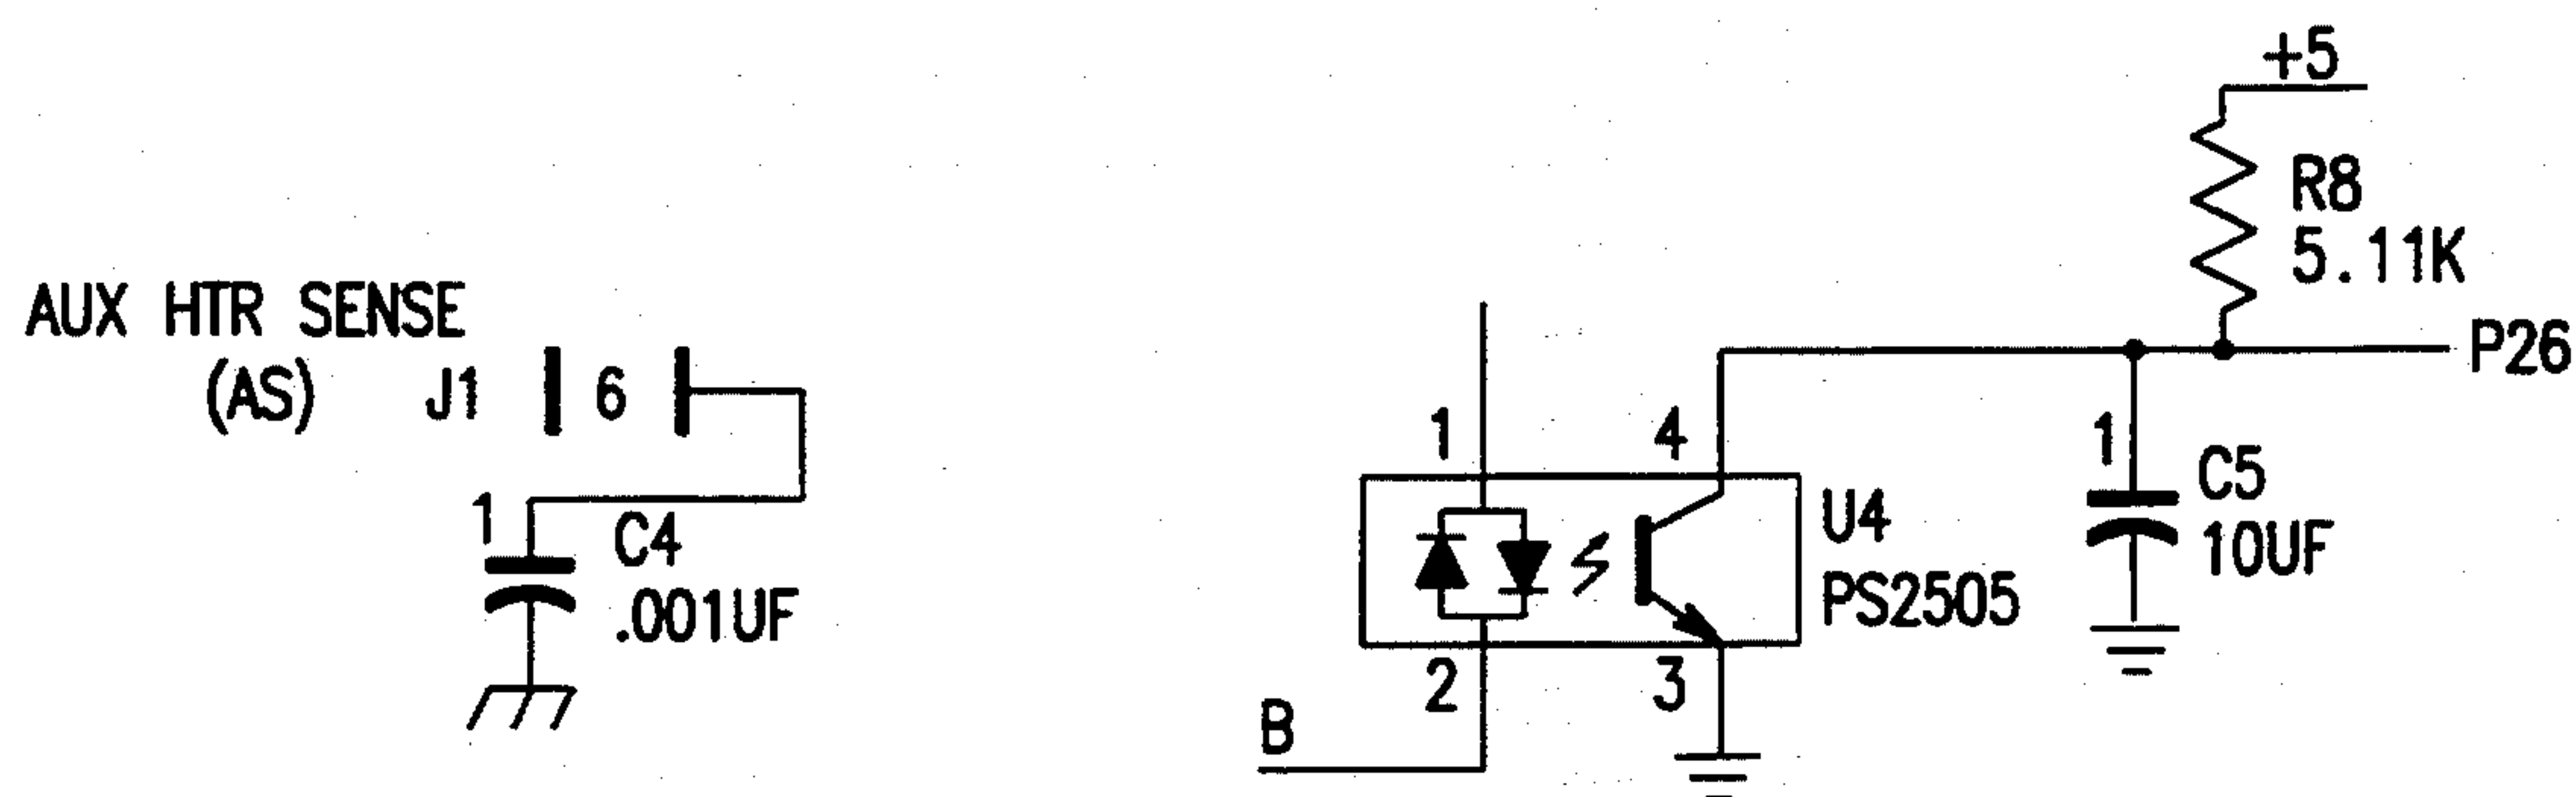 +5
R8
5.11K
AUX HTR SENSE
(AS) J1 6
P26
1 4
1
C5
10UF
1
C4
.001UF
U4
PS2505
2 3
B